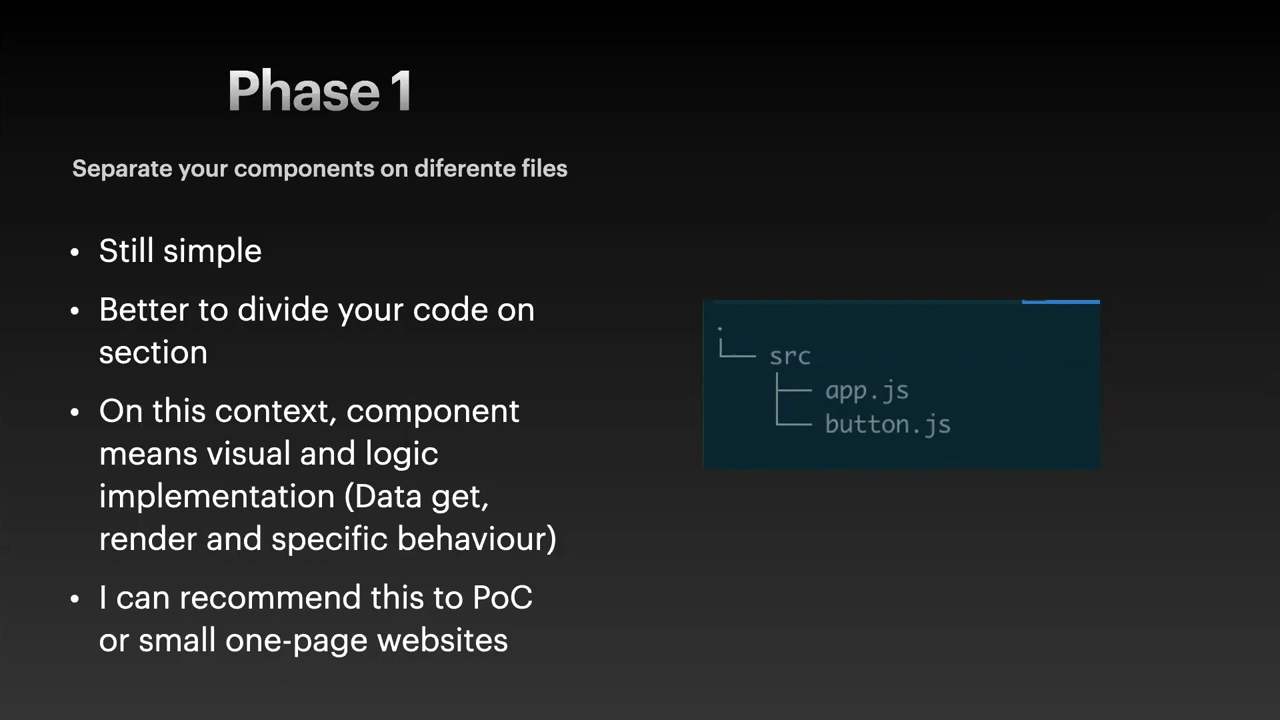 Phase 1
Separate your components on diferente files
• Still simple
• Better to divide your code on
section
• On this context, component
means visual and logic
implementation (Data get,
render and specific behaviour)
• I can recommend this to PoC
or small one-page websites
.
└── src
├── app.js
└── button.js